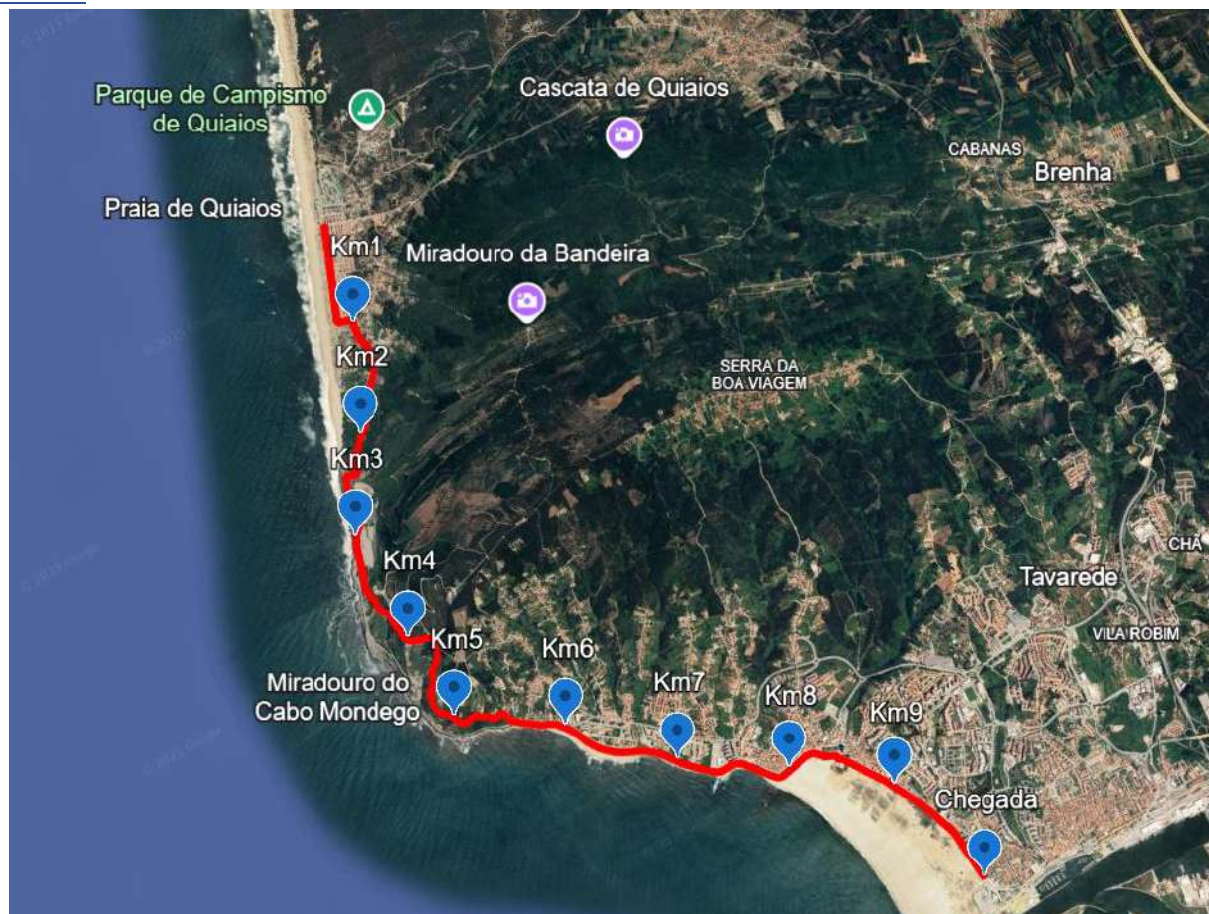 Parque de Campismo
de Quiaios
Cascata de Quiaios
CABANAS
Brenha
Praia de Quiaios
Km1
Miradouro da Bandeira
Km2
SERRA DA
BOA VIAGEM
Km3
CHÃ
Km4
Tavarede
Km5
Km6
VILA ROBIM
Miradouro do
Cabo Mondego
Km7
Km8
Km9
Chegada